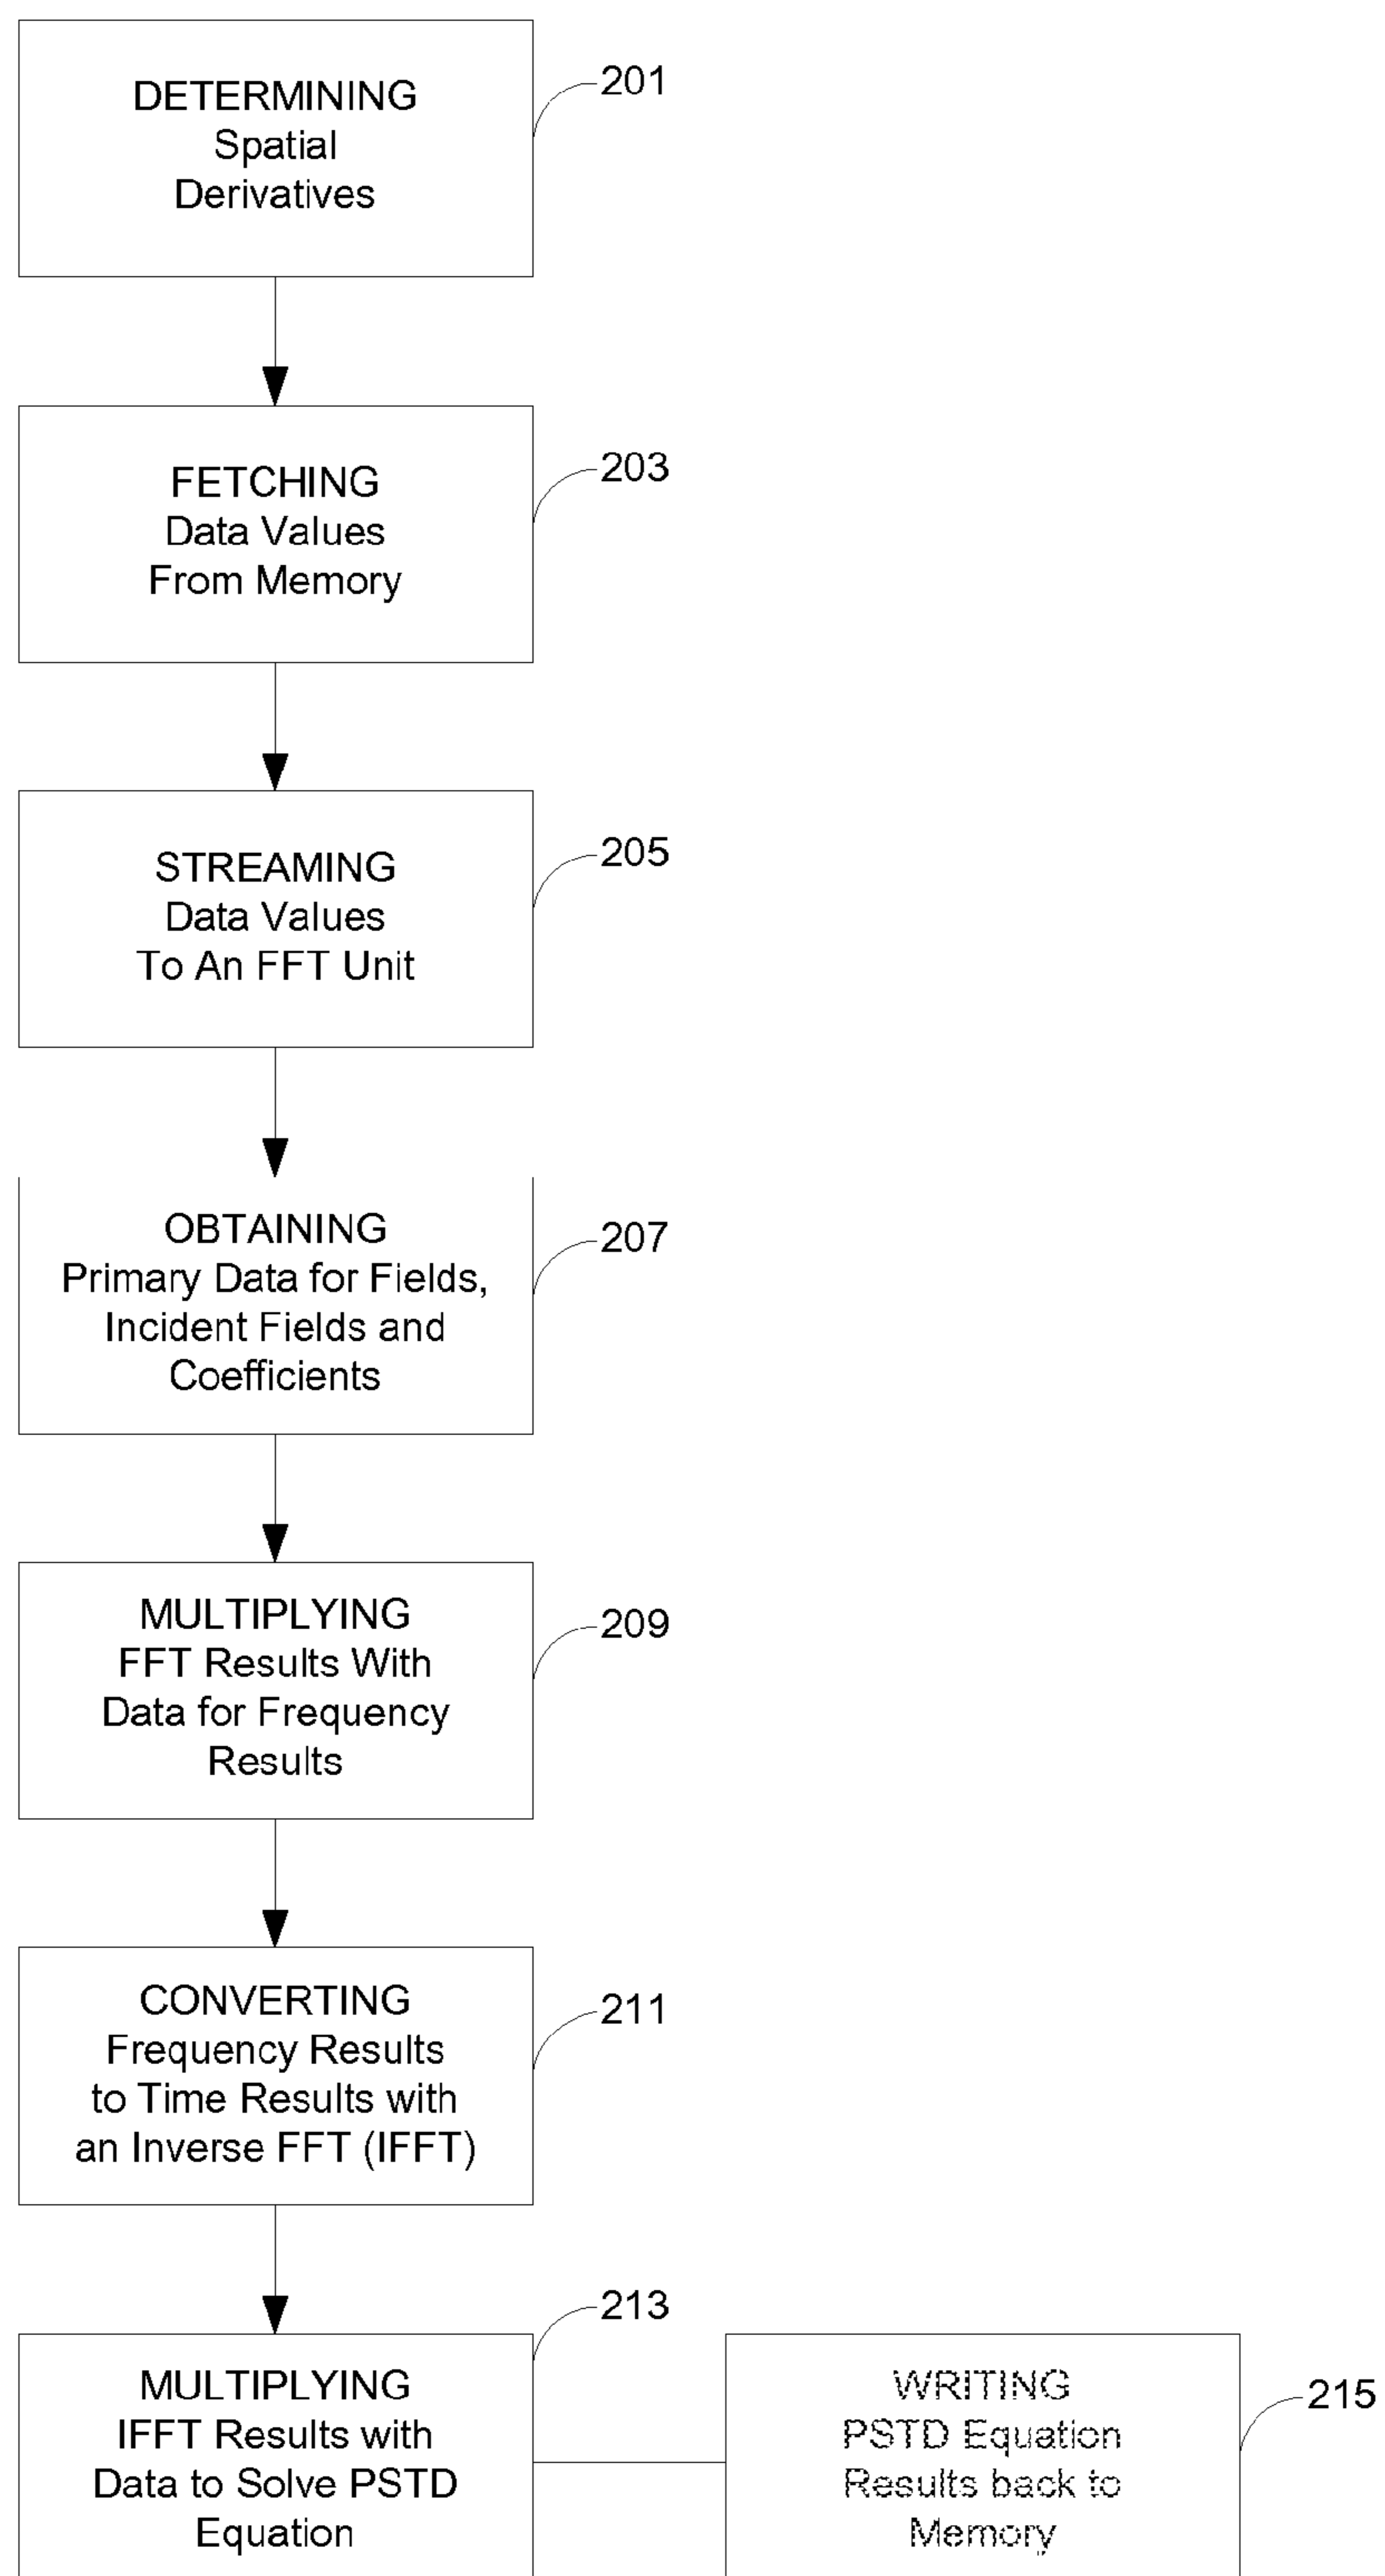 DETERMINING
Spatial
Derivatives
201
FETCHING
Data Values
From Memory
203
STREAMING
Data Values
To An FFT Unit
205
OBTAINING
Primary Data for Fields,
Incident Fields and
Coefficients
207
MULTIPLYING
FFT Results With
Data for Frequency
Results
209
CONVERTING
Frequency Results
to Time Results with
an Inverse FFT (IFFT)
211
MULTIPLYING
IFFT Results with
Data to Solve PSTD
Equation
213
WRITING
PSTD Equation
Results back to
Memory
215